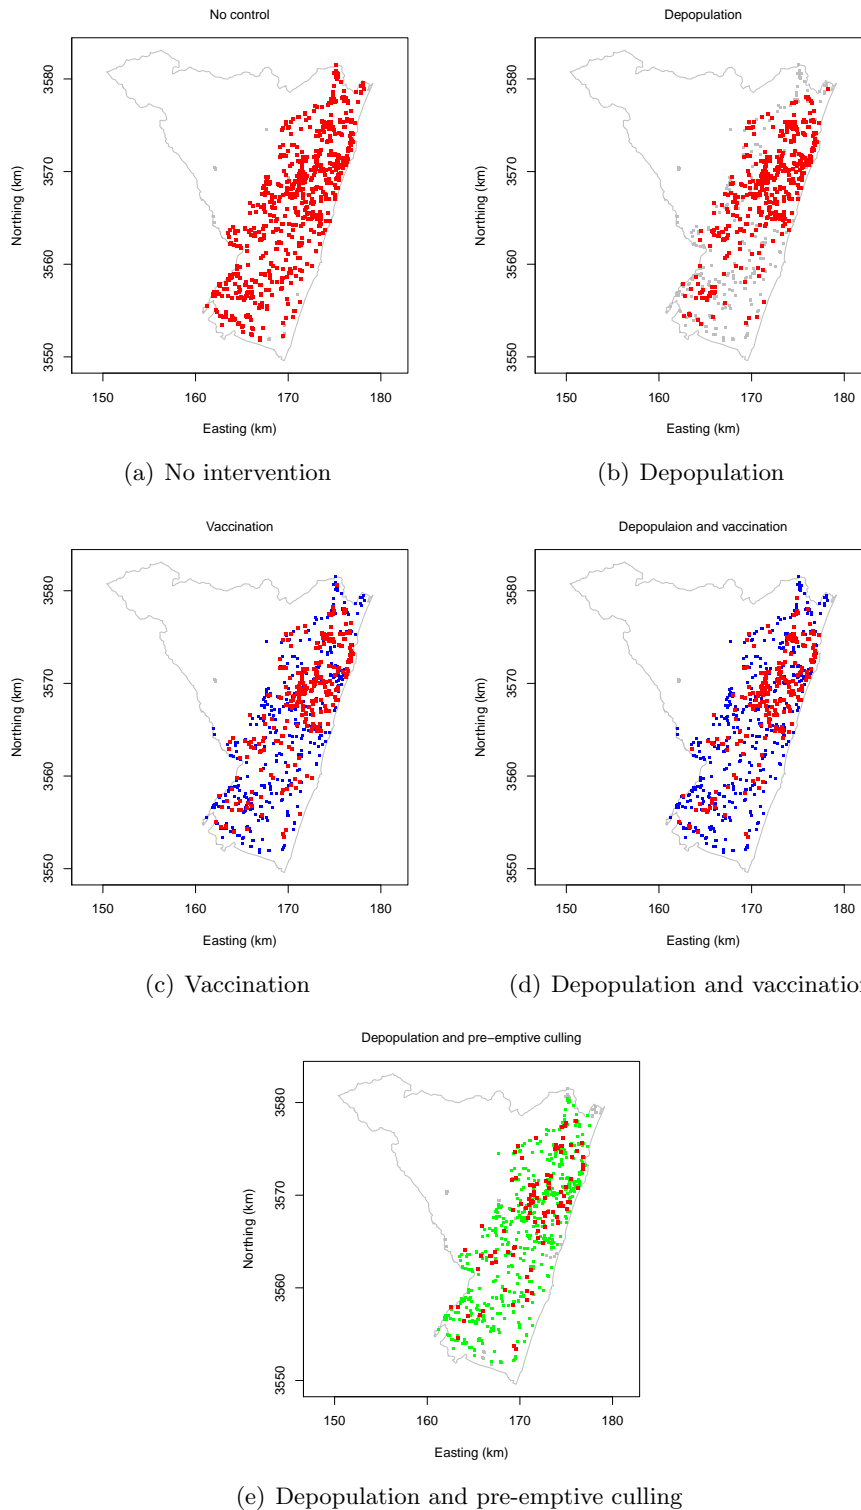 No control
Depopulation
3550 3560 3570 3580
Northing (km)
150 160 170 180
Easting (km)
3550 3560 3570 3580
Northing (km)
150 160 170 180
Easting (km)
(a) No intervention
(b) Depopulation
Vaccination
Depopulaion and vaccination
3550 3560 3570 3580
Northing (km)
150 160 170 180
Easting (km)
3550 3560 3570 3580
Northing (km)
150 160 170 180
Easting (km)
(c) Vaccination
(d) Depopulation and vaccination
Depopulation and pre−emptive culling
3550 3560 3570 3580
Northing (km)
150 160 170 180
Easting (km)
(e) Depopulation and pre-emptive culling